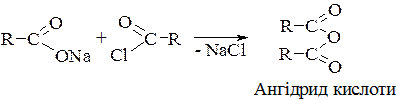 O O O
R-C + C-R R-C
ONa Cl - NaCl O
R-C
O
Ангідрид кислоти